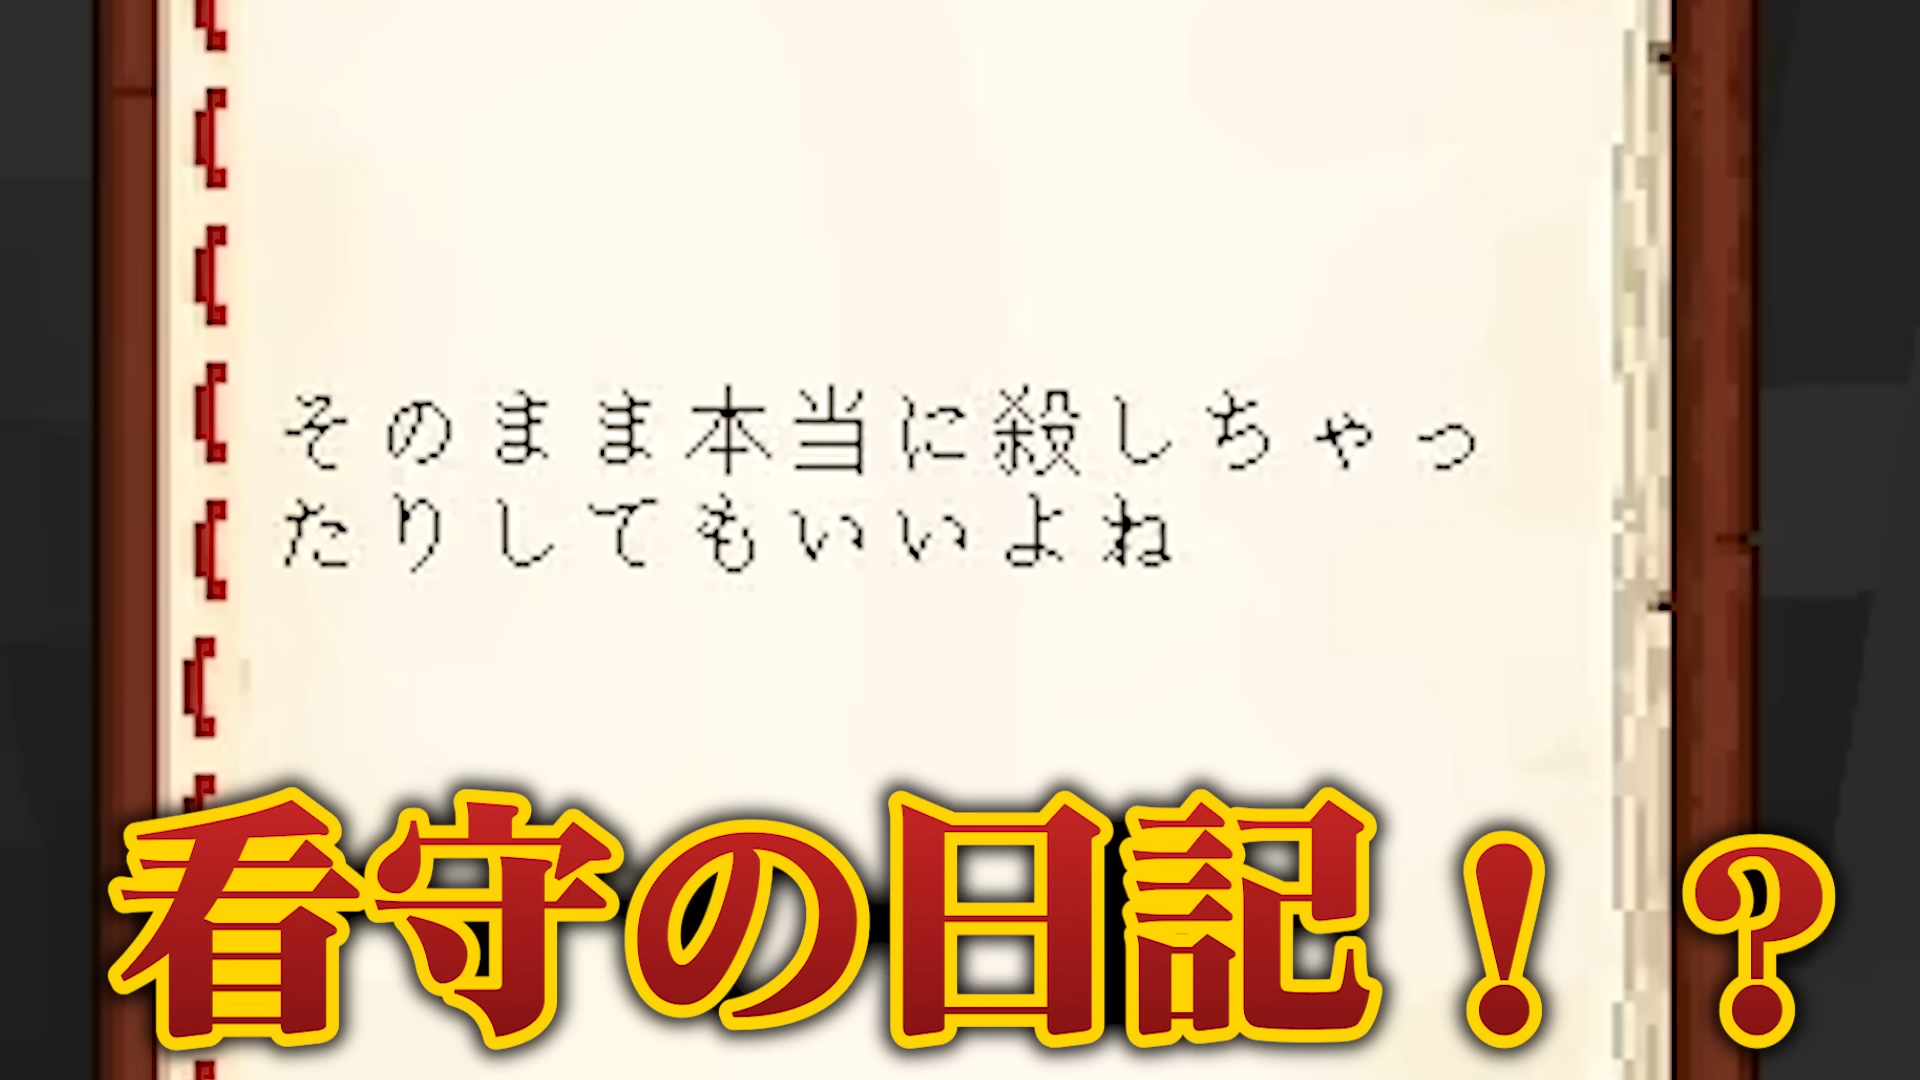 そのまま本当に殺しちゃっ
たりしてもいいよね
看守の日記！？